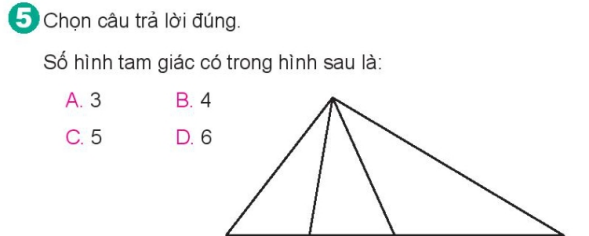 5 Chọn câu trả lời đúng.
Số hình tam giác có trong hình sau là:
A. 3 B. 4
C. 5 D. 6